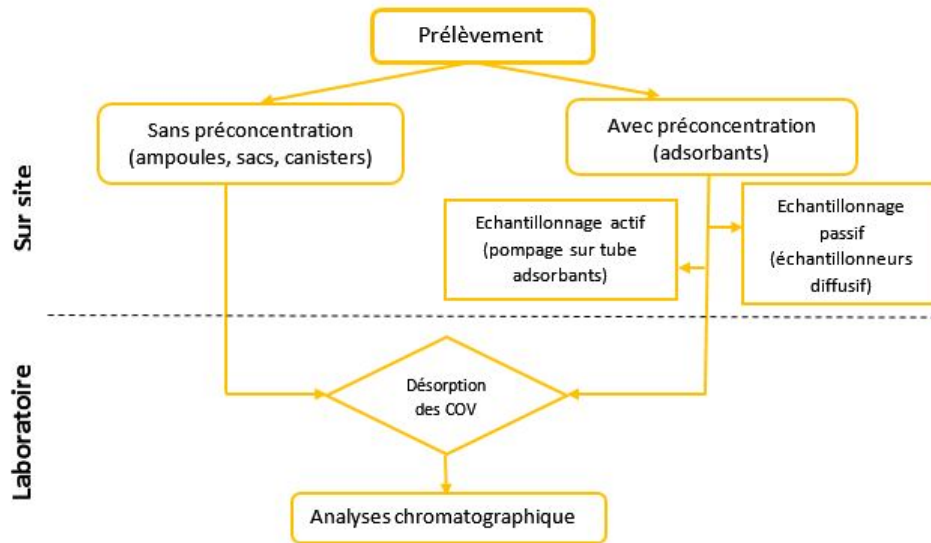 Prélèvement
Sans préconcentration
(ampoules, sacs, canisters)
Avec préconcentration
(adsorbants)
Sur site
Echantillonnage actif
(pompage sur tube
adsorbants)
Echantillonnage
passif
(échantillonneurs
diffusif)
Laboratoire
Désorption
des COV
Analyses chromatographique